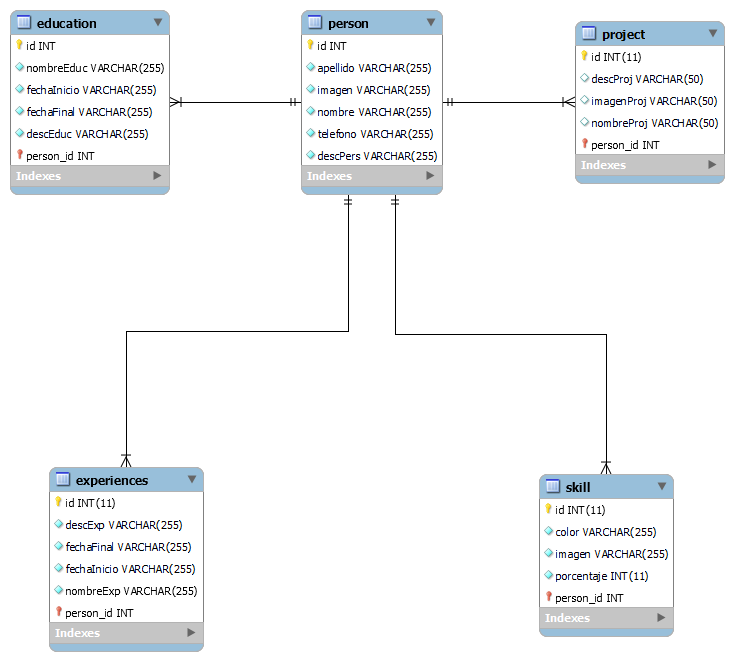 education
id INT
nombreEduc VARCHAR(255)
fechaInicio VARCHAR(255)
fechaFinal VARCHAR(255)
descEduc VARCHAR(255)
person_id INT
Indexes
person
id INT
apellido VARCHAR(255)
imagen VARCHAR(255)
nombre VARCHAR(255)
telefono VARCHAR(255)
descPers VARCHAR(255)
Indexes
project
id INT(11)
descProj VARCHAR(50)
imagenProj VARCHAR(50)
nombreProj VARCHAR(50)
person_id INT
Indexes
experiences
id INT(11)
descExp VARCHAR(255)
fechaFinal VARCHAR(255)
fechaInicio VARCHAR(255)
nombreExp VARCHAR(255)
person_id INT
Indexes
skill
id INT(11)
color VARCHAR(255)
imagen VARCHAR(255)
porcentaje INT(11)
person_id INT
Indexes